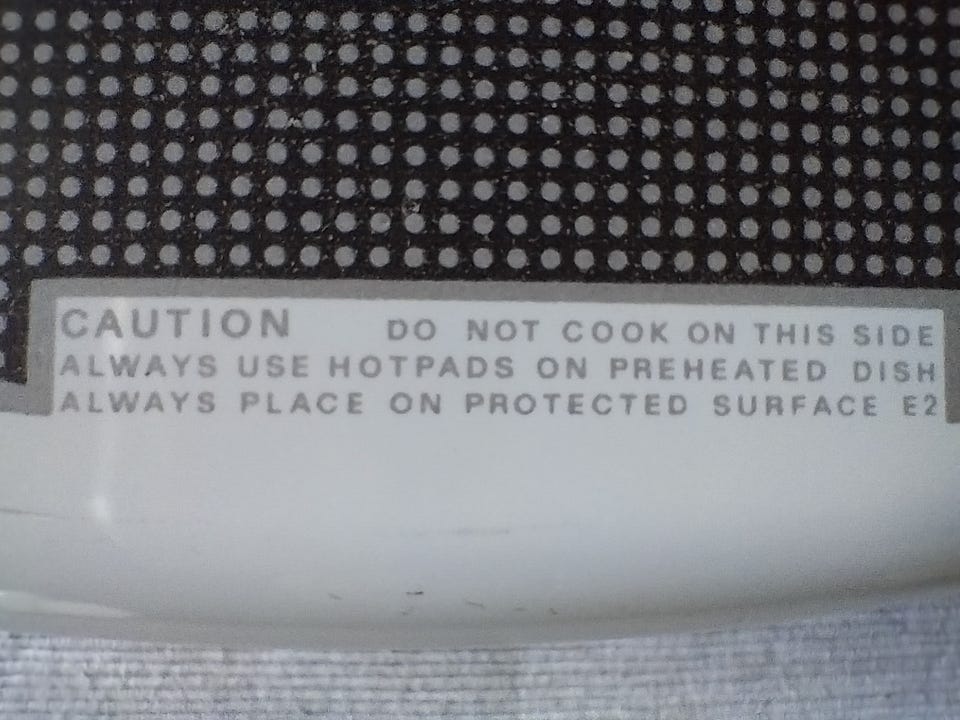 CAUTION DO NOT COOK ON THIS SIDE
ALWAYS USE HOTPADS ON PREHEATED DISH
ALWAYS PLACE ON PROTECTED SURFACE E2